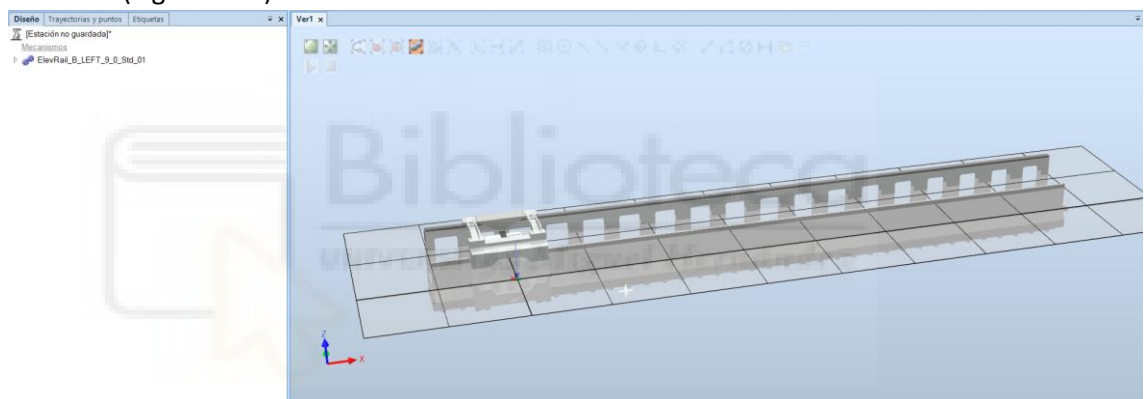 Diseño Trayectorias y puntos Etiquetas
Ver1
[Estación no guardada]*
Mecanismos
ElevRail_B_LEFT_9_0_Std_01
Biblioteca
Z
X